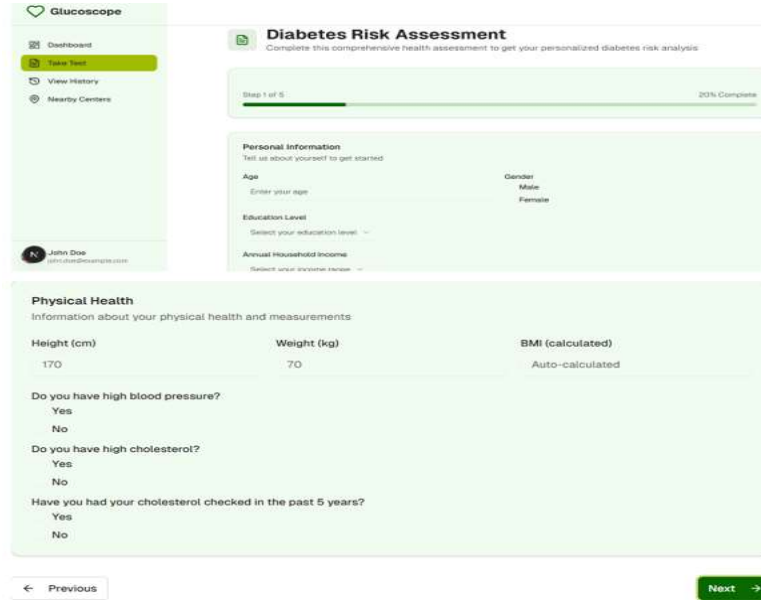 Glucoscope
Dashboard
Take Test
View History
Nearby Centers
Diabetes Risk Assessment
Complete this comprehensive health assessment to get your personalized diabetes risk analysis
Step 1 of 5
20% Complete
Personal Information
Tell us about yourself to get started
Age
Enter your age
Gender
Male
Female
Education Level
Select your education level
Annual Household Income
Select your income range
N
John Doe
john.doe@example.com
Physical Health
Information about your physical health and measurements
Height (cm)
Weight (kg)
BMI (calculated)
170
70
Auto-calculated
Do you have high blood pressure?
Yes
No
Do you have high cholesterol?
Yes
No
Have you had your cholesterol checked in the past 5 years?
Yes
No
← Previous
Next →